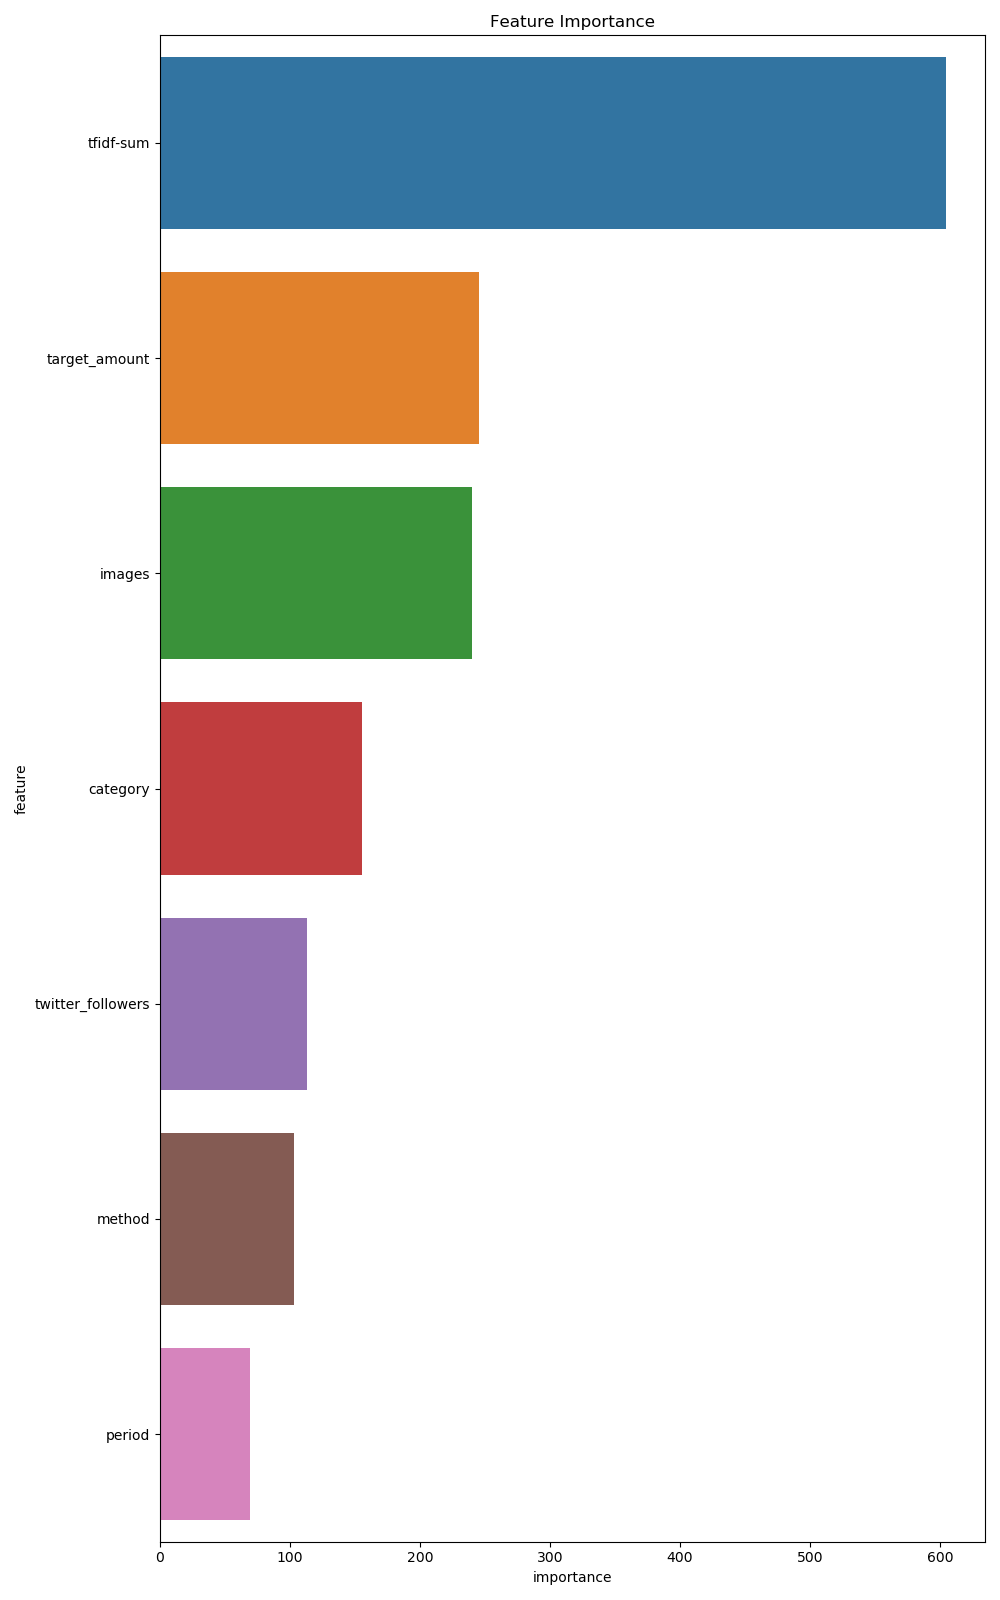 Feature Importance
tfidf-sum
target_amount
images
category
feature
twitter_followers
method
period
0 100 200 300 400 500 600
importance